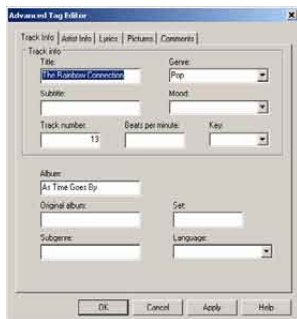 Advanced Tag Editor
Track Info Artist Info Lyrics Pictures Comments
Track info
Title: Genre:
The Rainbow Connection Pop
Subtitle: Mood:
Track number: Beats per minute: Key:
13
Album:
As Time Goes By
Original album: Set:
Subgenre: Language:
OK Cancel Apply Help